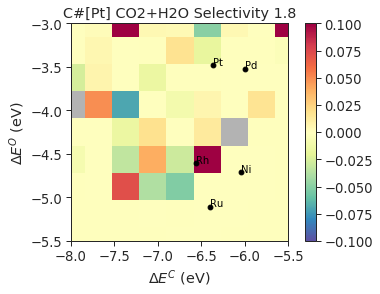 C#[Pt] CO2+H2O Selectivity 1.8
ΔE^O (eV)
−3.0
−3.5
−4.0
−4.5
−5.0
−5.5
Pt
Pd
Rh
Ni
Ru
−8.0 −7.5 −7.0 −6.5 −6.0 −5.5
ΔE^C (eV)
0.100
0.075
0.050
0.025
0.000
−0.025
−0.050
−0.075
−0.100